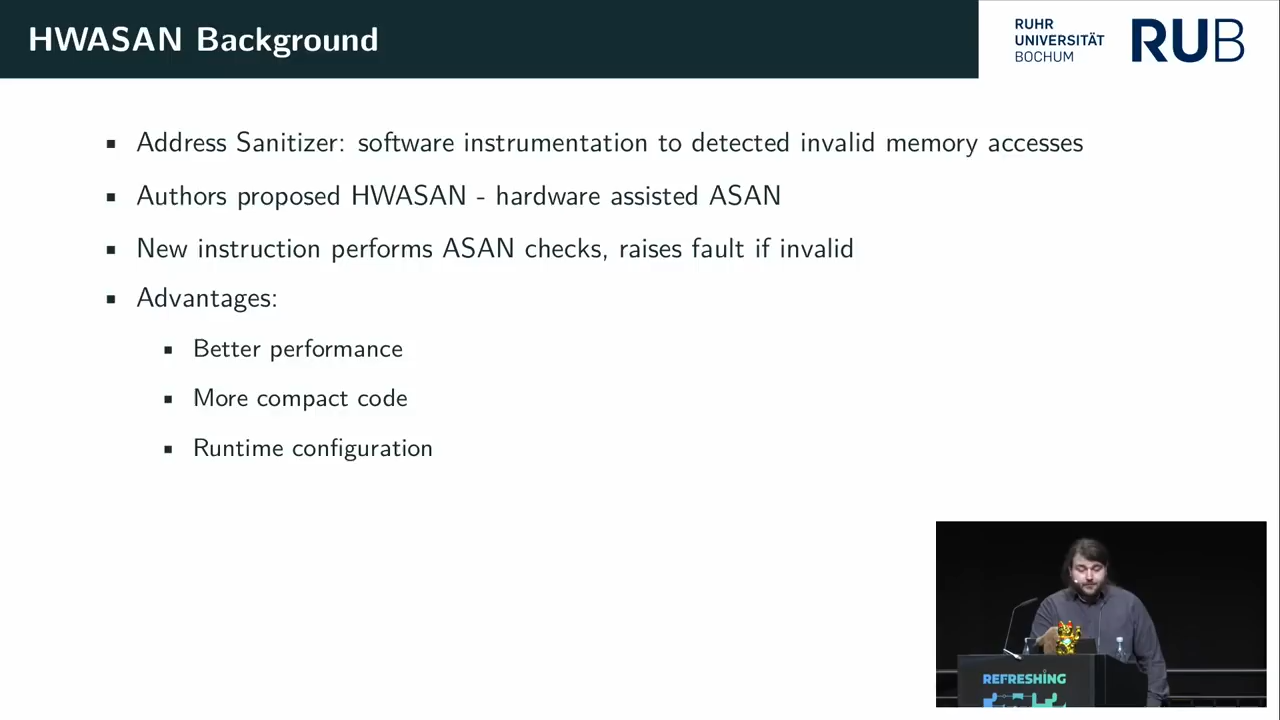 HWASAN Background
RUHR
UNIVERSITÄT
BOCHUM
RUB
Address Sanitizer: software instrumentation to detected invalid memory accesses
Authors proposed HWASAN - hardware assisted ASAN
New instruction performs ASAN checks, raises fault if invalid
Advantages:
Better performance
More compact code
Runtime configuration
REFRESHING